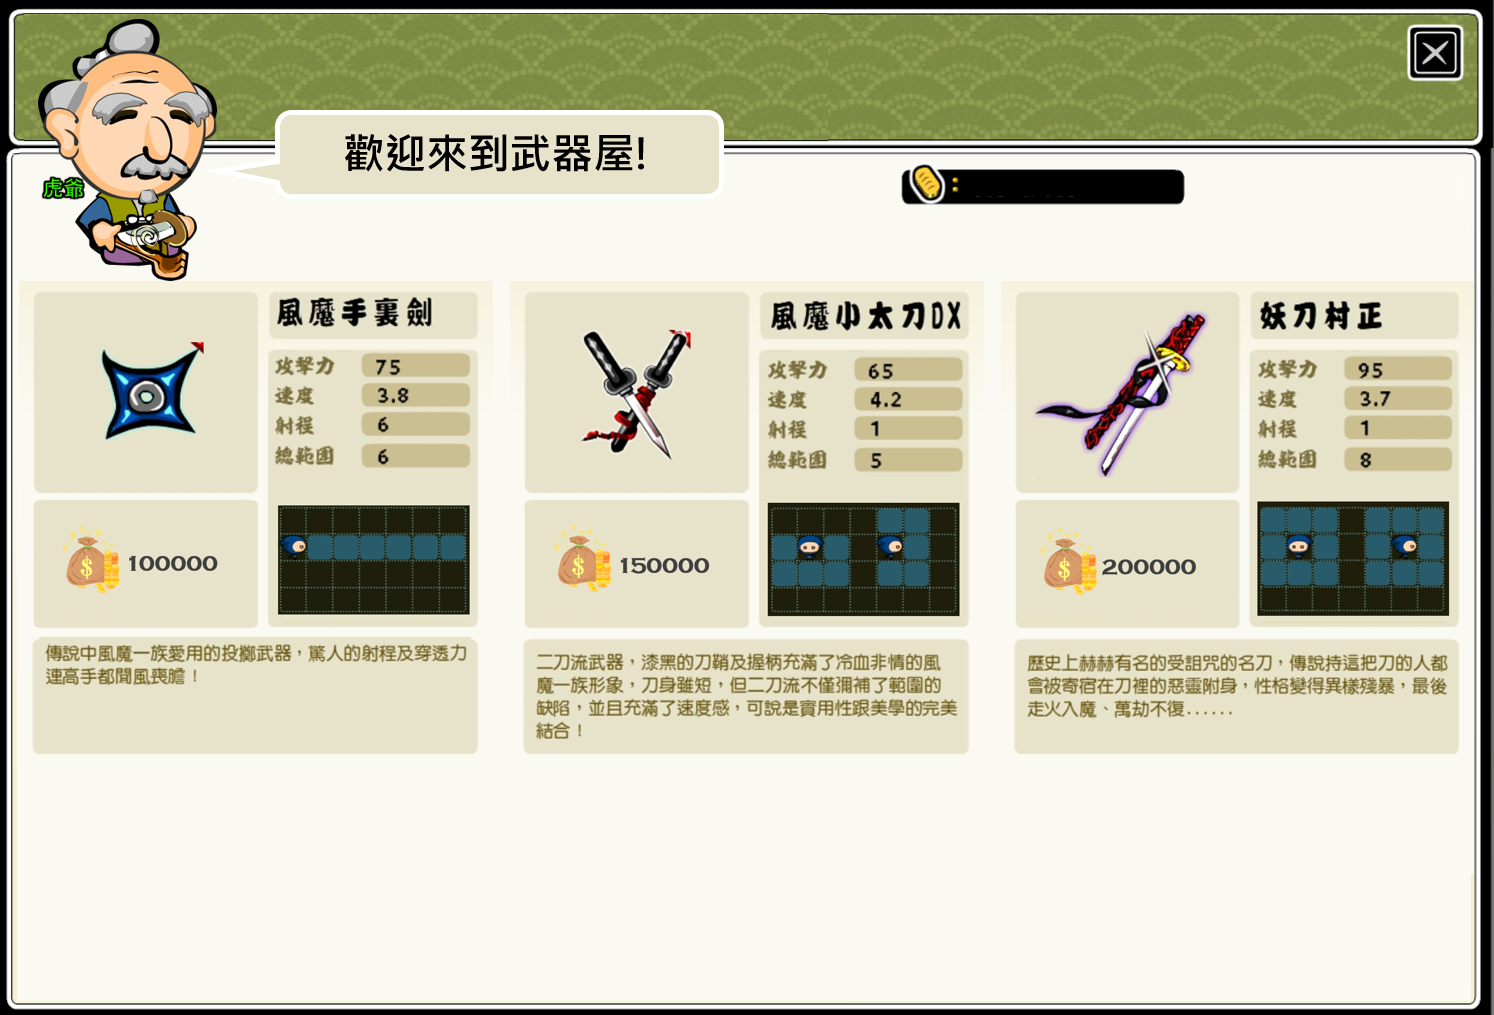 歡迎來到武器屋!
虎爺
:
風魔手裏劍
攻擊力 75
速度 3.8
射程 6
總範圍 6
100000
傳說中風魔一族愛用的投擲武器，驚人的射程及穿透力
連高手都聞風喪膽！
風魔小太刀DX
攻擊力 65
速度 4.2
射程 1
總範圍 5
150000
二刀流武器，漆黑的刀鞘及握柄充滿了冷血非情的風
魔一族形象，刀身雖短，但二刀流不僅彌補了範圍的
缺陷，並且充滿了速度感，可說是實用性跟美學的完美
結合！
妖刀村正
攻擊力 95
速度 3.7
射程 1
總範圍 8
200000
歷史上赫赫有名的受詛咒的名刀，傳說持這把刀的人都
會被寄宿在刀裡的惡靈附身，性格變得異樣殘暴，最後
走火入魔、萬劫不復......